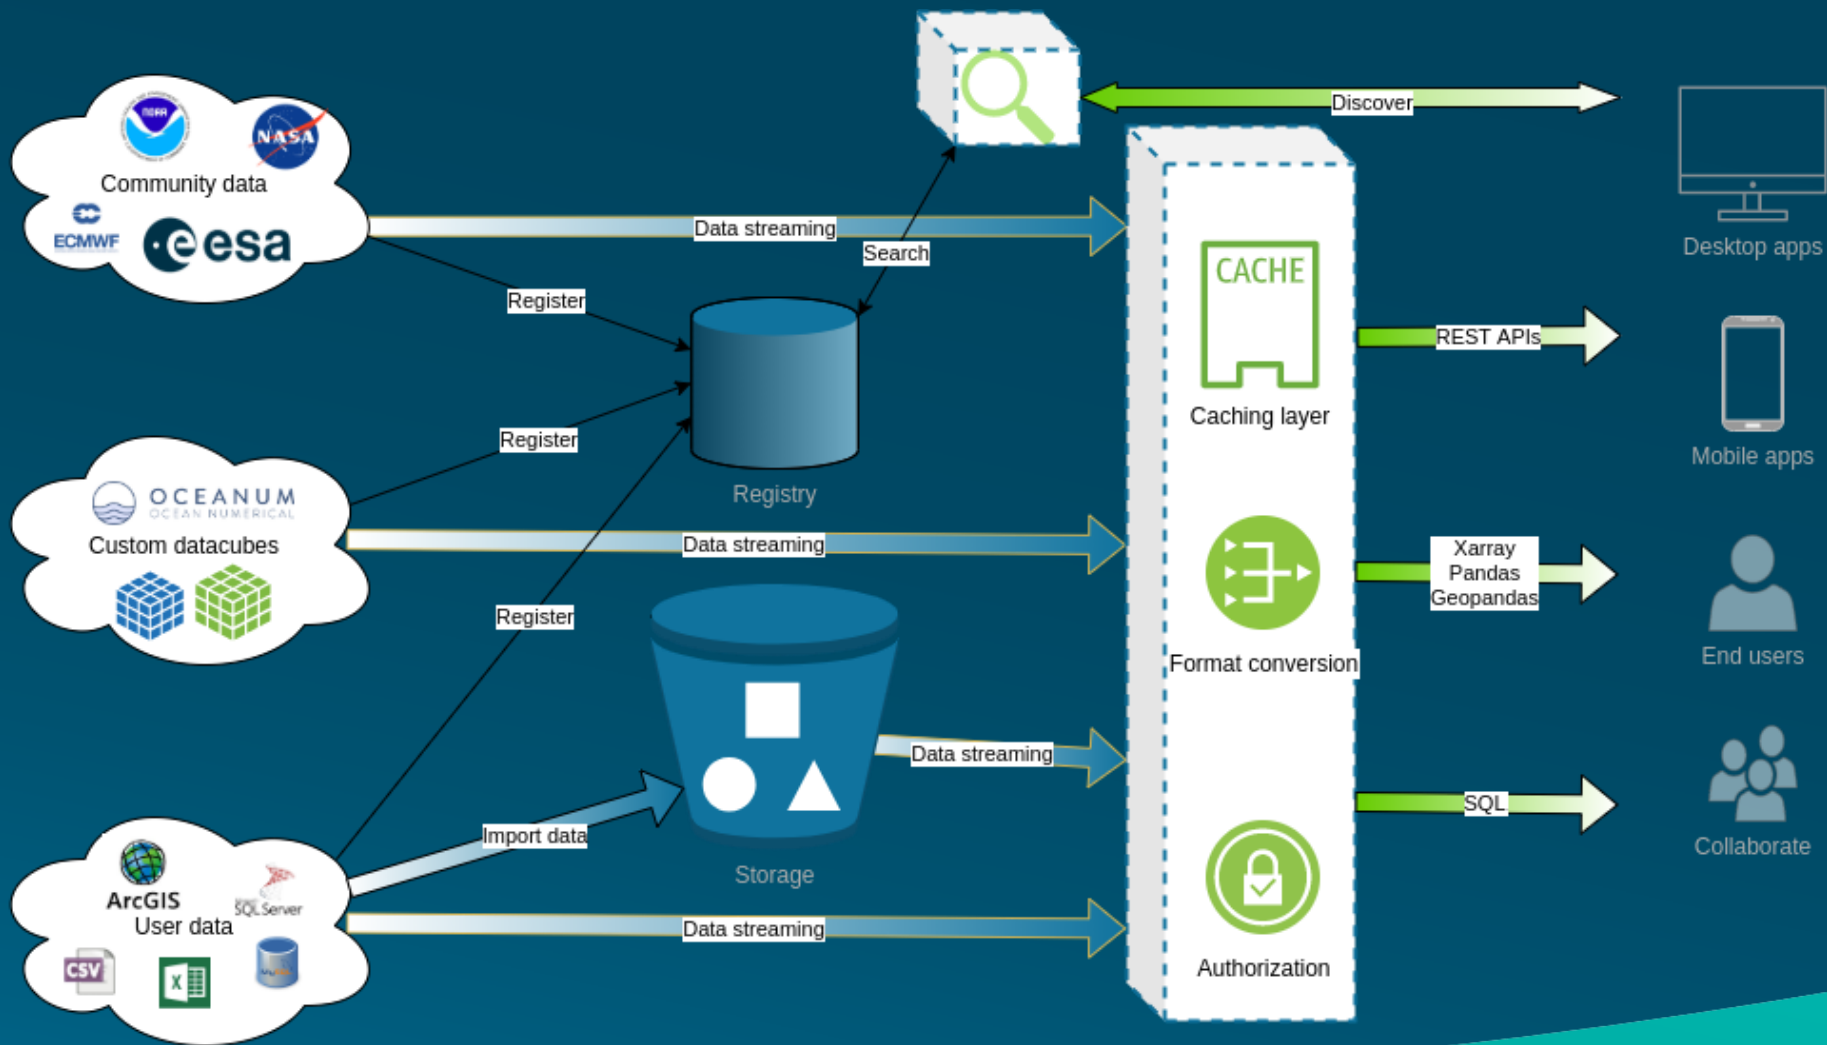 Discover
NOAA
NASA
Community data
ECMWF
esa
Data streaming
Search
Register
CACHE
Caching layer
Desktop apps
REST APIs
Mobile apps
Registry
Register
OCEANUM
OCEAN NUMERICAL
Custom datacubes
Data streaming
Xarray
Pandas
Geopandas
Register
Format conversion
End users
Data streaming
SQL
Import data
Storage
Collaborate
ArcGIS
SQL Server
User data
Data streaming
CSV
X
Authorization